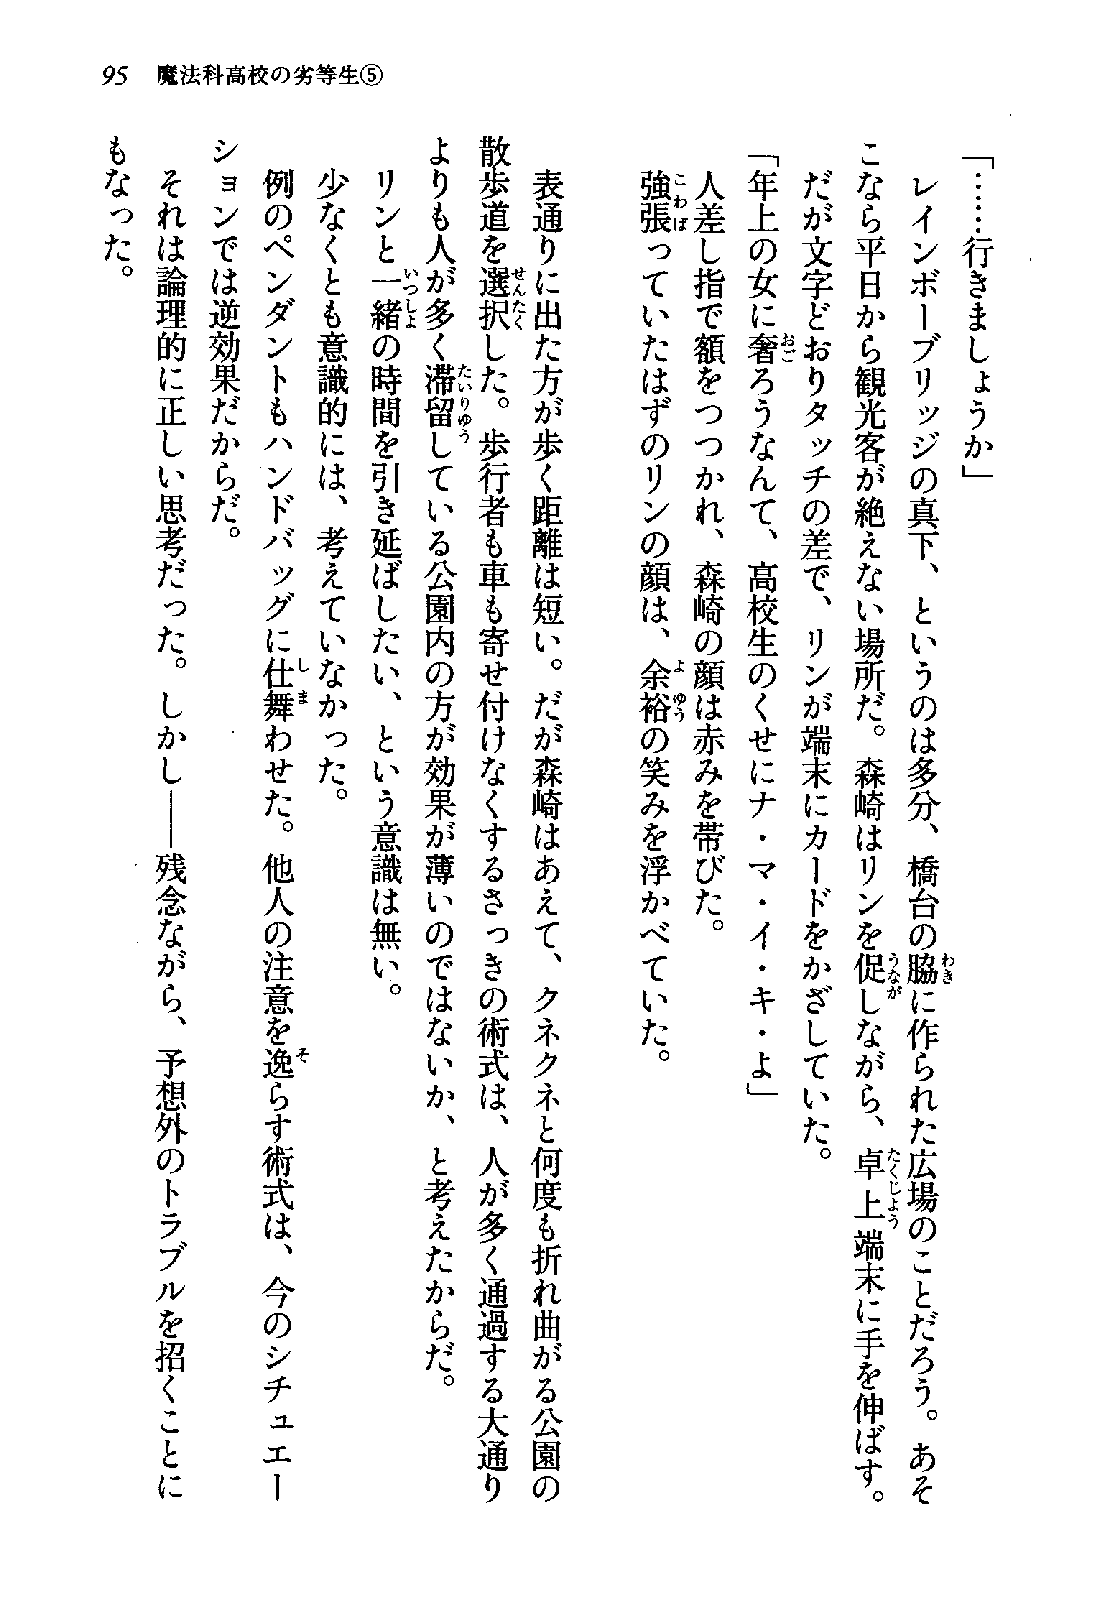 95 魔法科高校の劣等生⑤
「……行きましょうか」
レインボーブリッジの真下、というのは多分、橋台の脇に作られた広場のことだろう。あそ
こなら平日から観光客が絶えない場所だ。森崎はリンを促しながら、卓上端末に手を伸ばす。
だが文字どおりタッチの差で、リンが端末にカードをかざしていた。
「年上の女に奢ろうなんて、高校生のくせにナ・マ・イ・キ・よ」
人差し指で額をつつかれ、森崎の顔は赤みを帯びた。
強張っていたはずのリンの顔は、余裕の笑みを浮かべていた。
表通りに出た方が歩く距離は短い。だが森崎はあえて、クネクネと何度も折れ曲がる公園の
散歩道を選択した。歩行者も車も寄せ付けなくするさっきの術式は、人が多く通過する大通り
よりも人が多く滞留している公園内の方が効果が薄いのではないか、と考えたからだ。
リンと一緒の時間を引き延ばしたい、という意識は無い。
少なくとも意識的には、考えていなかった。
例のペンダントもハンドバッグに仕舞わせた。他人の注意を逸らす術式は、今のシチュエー
ションでは逆効果だからだ。
それは論理的に正しい思考だった。しかし――残念ながら、予想外のトラブルを招くことに
もなった。